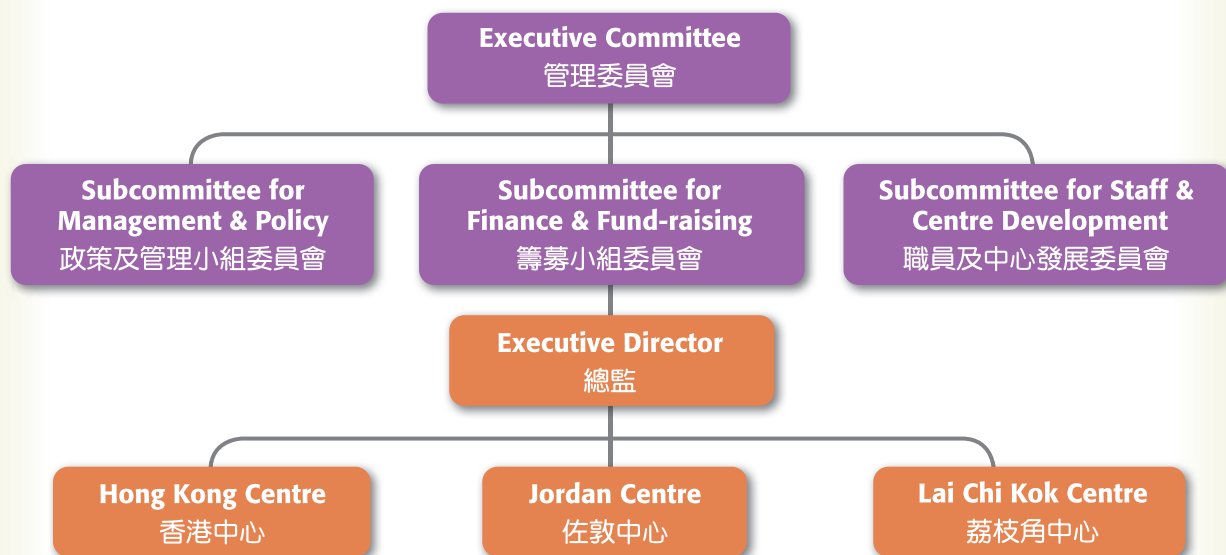 Executive Committee
管理委員會
Subcommittee for
Management & Policy
政策及管理小組委員會
Subcommittee for
Finance & Fund-raising
籌募小組委員會
Subcommittee for Staff &
Centre Development
職員及中心發展委員會
Executive Director
總監
Hong Kong Centre
香港中心
Jordan Centre
佐敦中心
Lai Chi Kok Centre
荔枝角中心